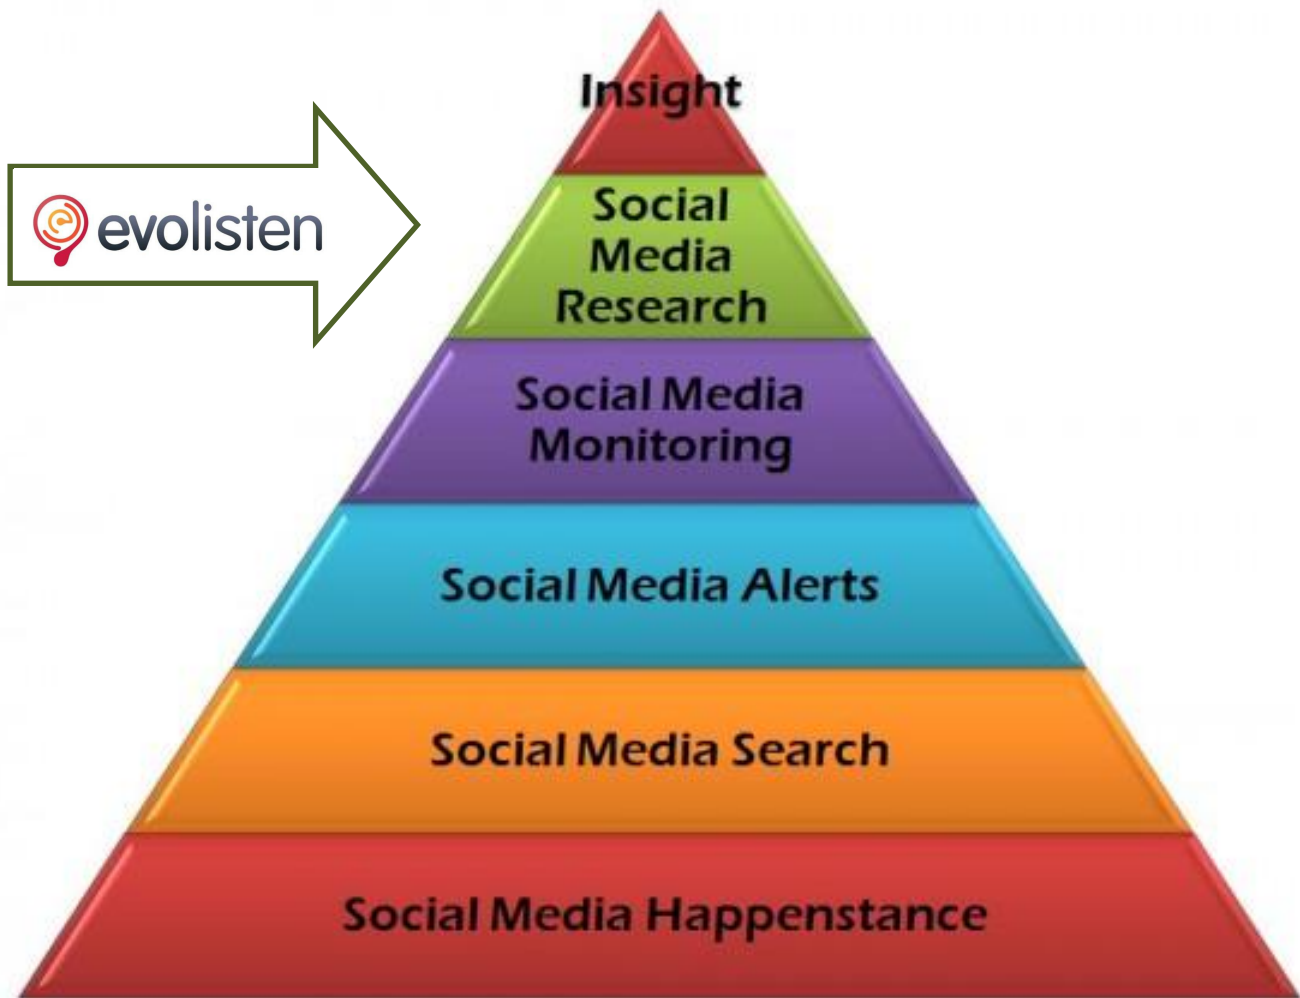 Insight
evolisten
Social
Media
Research
Social Media
Monitoring
Social Media Alerts
Social Media Search
Social Media Happenstance